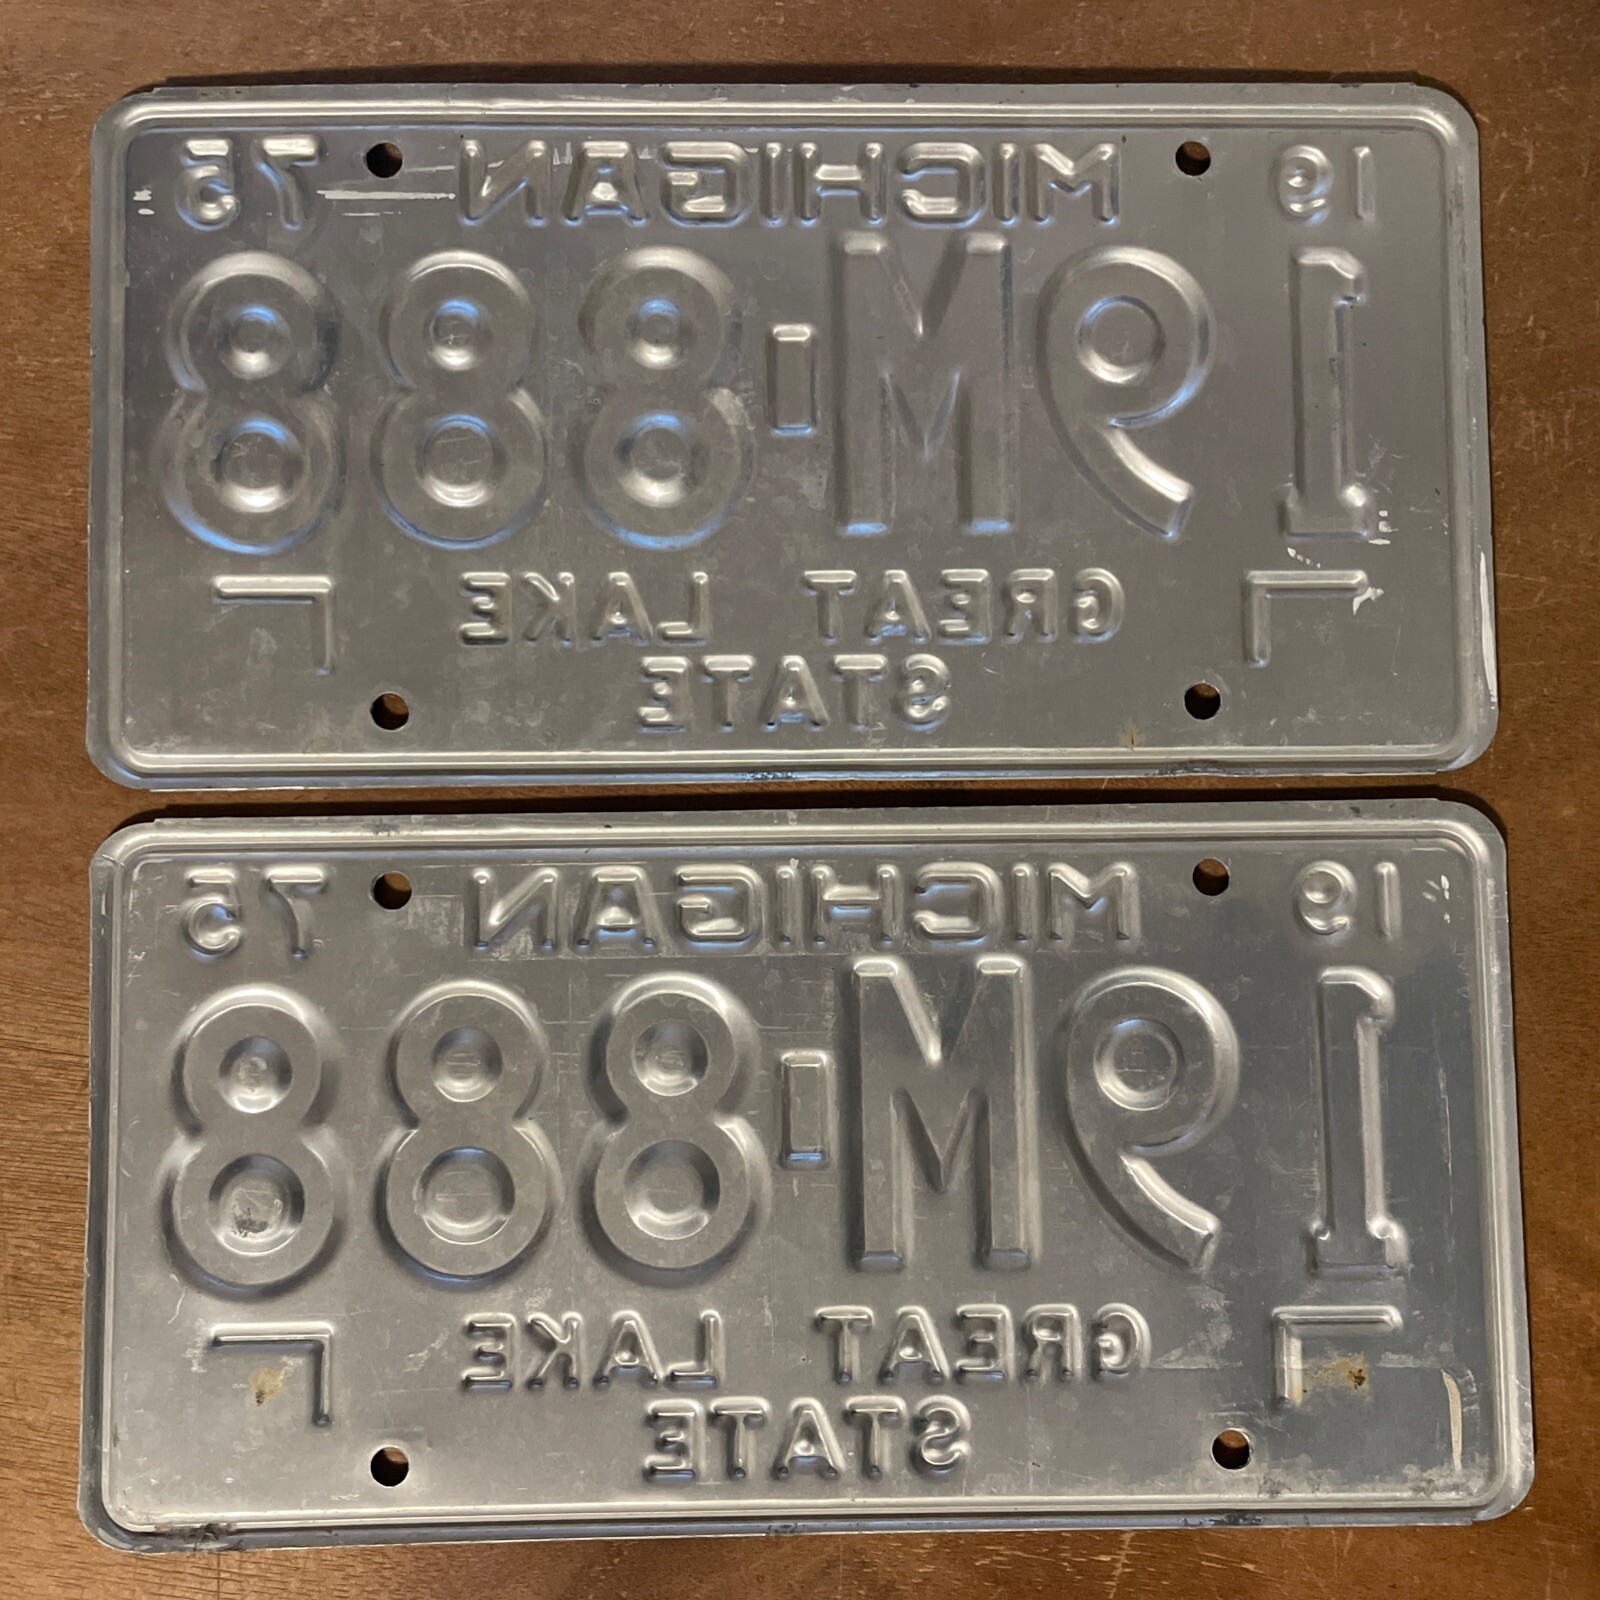 19 MICHIGAN 75
19M-888
GREAT LAKE
STATE
19 MICHIGAN 75
19M-888
GREAT LAKE
STATE